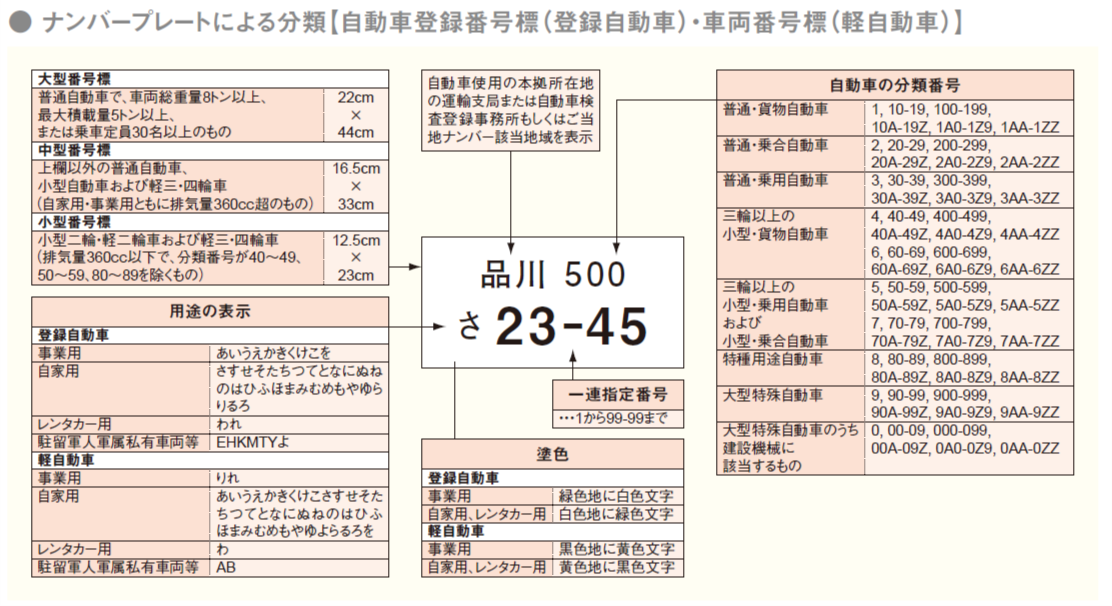 ● ナンバープレートによる分類【自動車登録番号標（登録自動車）・車両番号標（軽自動車）】
大型番号標
普通自動車で、車両総重量8トン以上、
最大積載量5トン以上、
または乗車定員30名以上のもの
22cm
×
44cm
中型番号標
上欄以外の普通自動車、
小型自動車および軽三・四輪車
（自家用・事業用ともに排気量360cc超のもの）
16.5cm
×
33cm
小型番号標
小型二輪・軽二輪車および軽三・四輪車
（排気量360cc以下で、分類番号が40～49、
50～59、80～89を除くもの）
12.5cm
×
23cm
用途の表示
登録自動車
事業用 あいうえかきくけこを
自家用 さすせそたちつてとなにぬね
のはひふほまみむめもやゆら
りるろ
レンタカー用 われ
駐留軍人軍属私有車両等 EHKMTYよ
軽自動車
事業用 りれ
自家用 あいうえかきくけこさすせそた
ちつてとなにぬねのはひふ
ほまみむめもやゆよらるろを
レンタカー用 わ
駐留軍人軍属私有車両等 AB
自動車使用の本拠所在地
の運輸支局または自動車検
査登録事務所もしくはご当
地ナンバー該当地域を表示
品川 500
さ 23-45
一連指定番号
…1から99-99まで
塗色
登録自動車
事業用 緑色地に白色文字
自家用、レンタカー用 白色地に緑色文字
軽自動車
事業用 黒色地に黄色文字
自家用、レンタカー用 黄色地に黒色文字
自動車の分類番号
普通・貨物自動車 1, 10-19, 100-199,
10A-19Z, 1A0-1Z9, 1AA-1ZZ
普通・乗合自動車 2, 20-29, 200-299,
20A-29Z, 2A0-2Z9, 2AA-2ZZ
普通・乗用自動車 3, 30-39, 300-399,
30A-39Z, 3A0-3Z9, 3AA-3ZZ
三輪以上の 4, 40-49, 400-499,
小型・貨物自動車 40A-49Z, 4A0-4Z9, 4AA-4ZZ
6, 60-69, 600-699,
60A-69Z, 6A0-6Z9, 6AA-6ZZ
三輪以上の 5, 50-59, 500-599,
小型・乗用自動車 50A-59Z, 5A0-5Z9, 5AA-5ZZ
および 7, 70-79, 700-799,
小型・乗合自動車 70A-79Z, 7A0-7Z9, 7AA-7ZZ
特種用途自動車 8, 80-89, 800-899,
80A-89Z, 8A0-8Z9, 8AA-8ZZ
大型特殊自動車 9, 90-99, 900-999,
90A-99Z, 9A0-9Z9, 9AA-9ZZ
大型特殊自動車のうち 0, 00-09, 000-099,
建設機械に 00A-09Z, 0A0-0Z9, 0AA-0ZZ
該当するもの